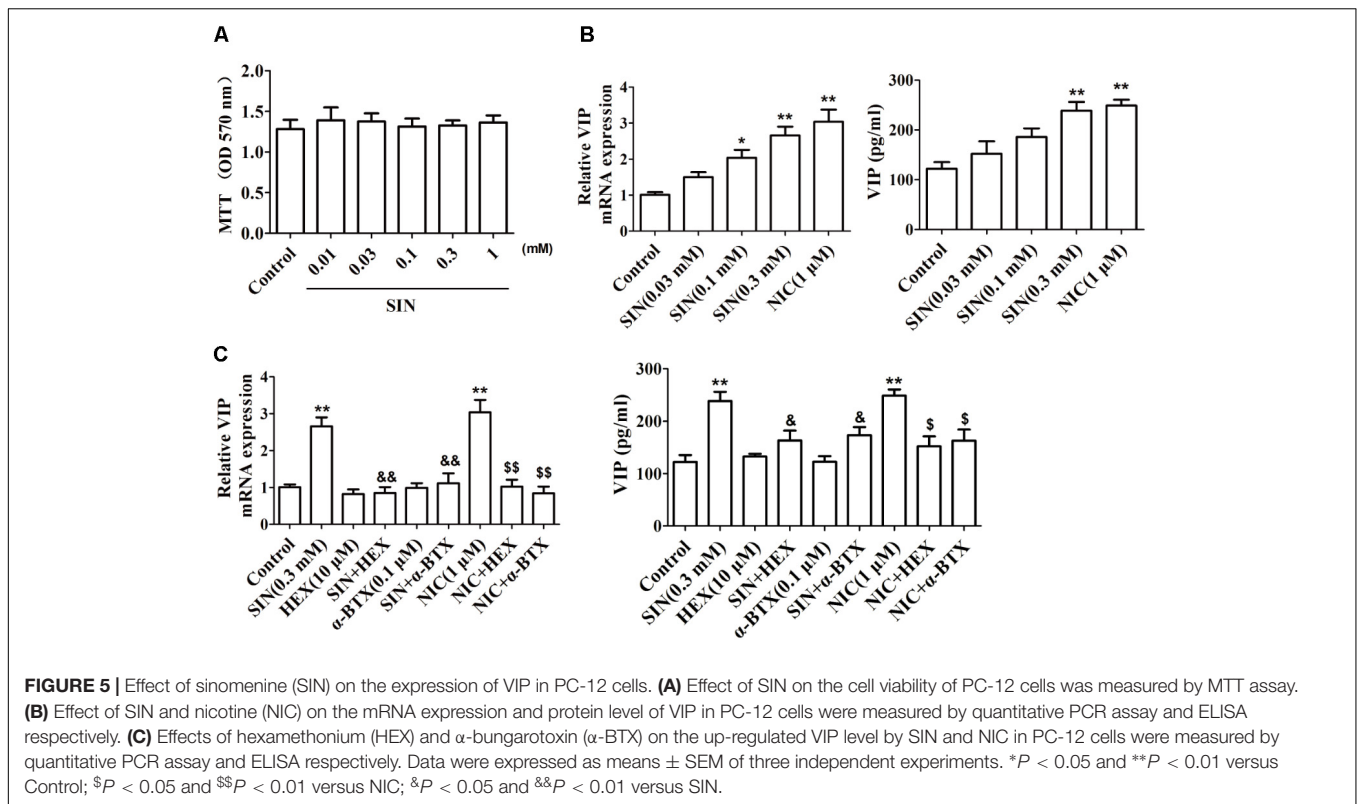 A
MTT (OD 570 nm)
2.0
1.5
1.0
0.5
0.0
Control
0.01
0.03
0.1
0.3
1
(mM)
SIN
B
Relative VIP
mRNA expression
4
3
2
1
0
*
**
**
Control
SIN(0.03 mM)
SIN(0.1 mM)
SIN(0.3 mM)
NIC(1 μM)
VIP (pg/ml)
300
200
100
0
**
**
Control
SIN(0.03 mM)
SIN(0.1 mM)
SIN(0.3 mM)
NIC(1 μM)
C
Relative VIP
mRNA expression
4
3
2
1
0
**
&&
&&
**
$$
$$
Control
SIN(0.3 mM)
HEX(10 μM)
SIN+HEX
α-BTX(0.1 μM)
SIN+α-BTX
NIC(1 μM)
NIC+HEX
NIC+α-BTX
VIP (pg/ml)
300
200
100
0
**
&
&
**
$
$
Control
SIN(0.3 mM)
HEX(10 μM)
SIN+HEX
α-BTX(0.1 μM)
SIN+α-BTX
NIC(1 μM)
NIC+HEX
NIC+α-BTX
FIGURE 5 | Effect of sinomenine (SIN) on the expression of VIP in PC-12 cells. (A) Effect of SIN on the cell viability of PC-12 cells was measured by MTT assay.
(B) Effect of SIN and nicotine (NIC) on the mRNA expression and protein level of VIP in PC-12 cells were measured by quantitative PCR assay and ELISA
respectively. (C) Effects of hexamethonium (HEX) and α-bungarotoxin (α-BTX) on the up-regulated VIP level by SIN and NIC in PC-12 cells were measured by
quantitative PCR assay and ELISA respectively. Data were expressed as means ± SEM of three independent experiments. *P < 0.05 and **P < 0.01 versus
Control; $P < 0.05 and $$P < 0.01 versus NIC; &P < 0.05 and &&P < 0.01 versus SIN.